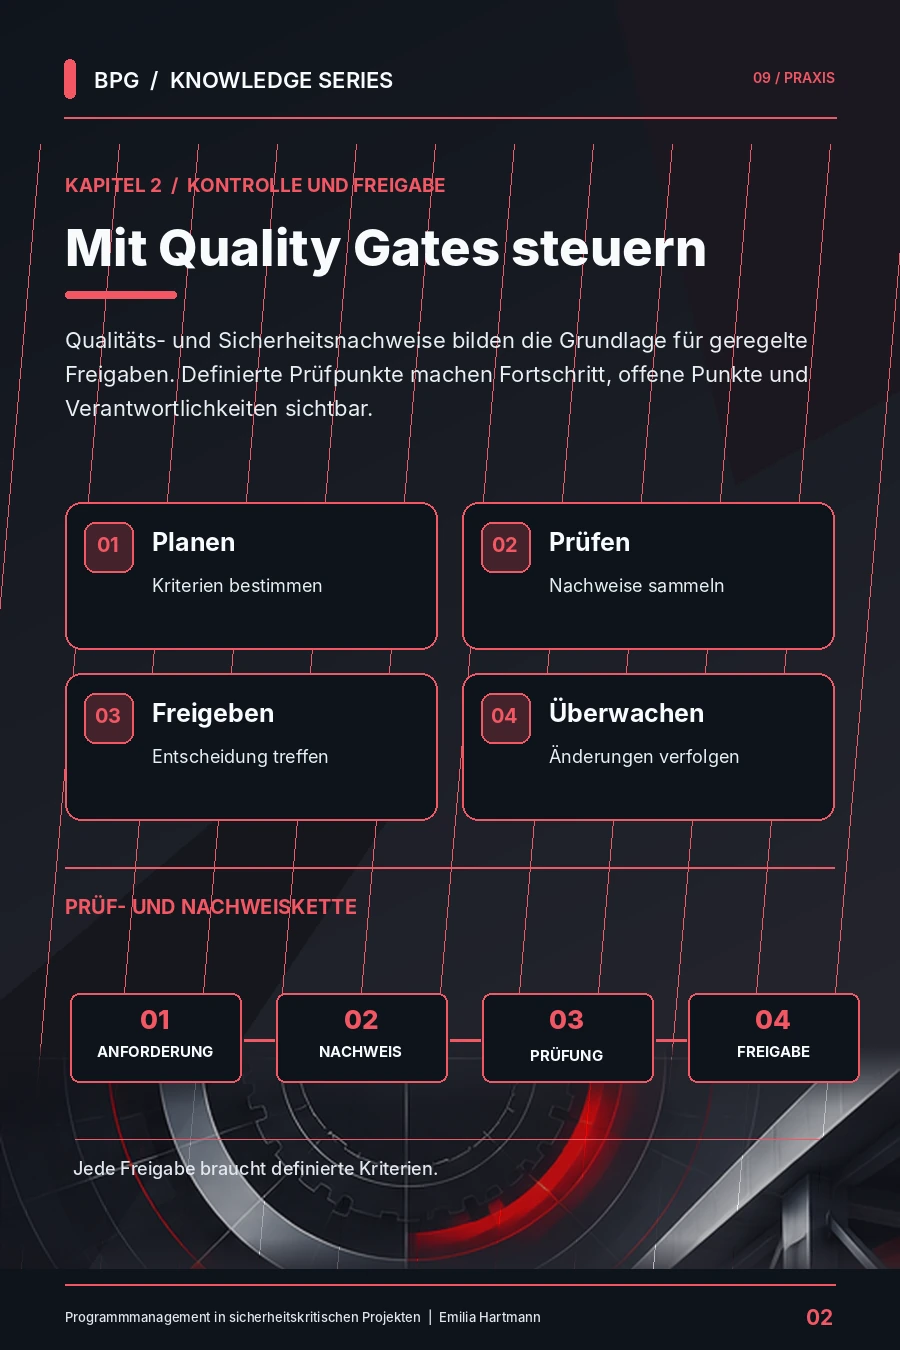 BPG / KNOWLEDGE SERIES
09 / PRAXIS
KAPITEL 2 / KONTROLLE UND FREIGABE
Mit Quality Gates steuern
Qualitäts- und Sicherheitsnachweise bilden die Grundlage für geregelte
Freigaben. Definierte Prüfpunkte machen Fortschritt, offene Punkte und
Verantwortlichkeiten sichtbar.
01
Planen
Kriterien bestimmen
02
Prüfen
Nachweise sammeln
03
Freigeben
Entscheidung treffen
04
Überwachen
Änderungen verfolgen
PRÜF- UND NACHWEISKETTE
01
ANFORDERUNG
02
NACHWEIS
03
PRÜFUNG
04
FREIGABE
Jede Freigabe braucht definierte Kriterien.
Programmmanagement in sicherheitskritischen Projekten | Emilia Hartmann
02